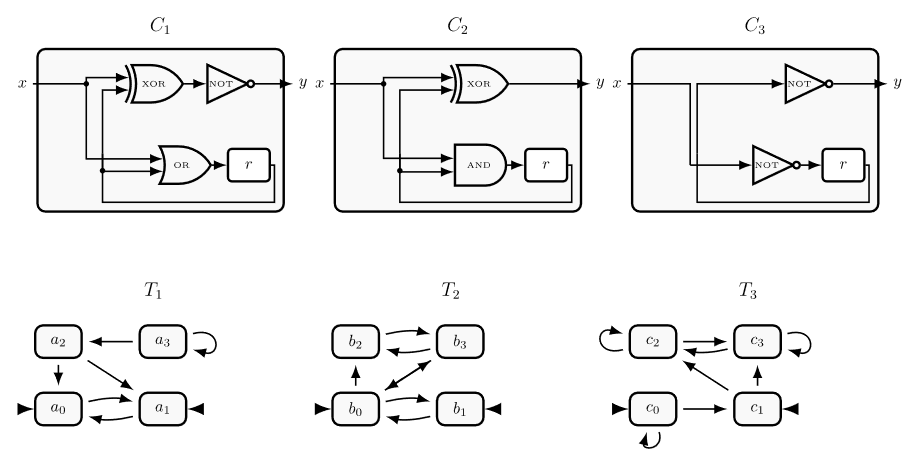 C₁ C₂ C₃
x XOR NOT y x XOR y x NOT y
OR r AND r NOT r
T₁ T₂ T₃
a₂ a₃ b₂ b₃ c₂ c₃
a₀ a₁ b₀ b₁ c₀ c₁